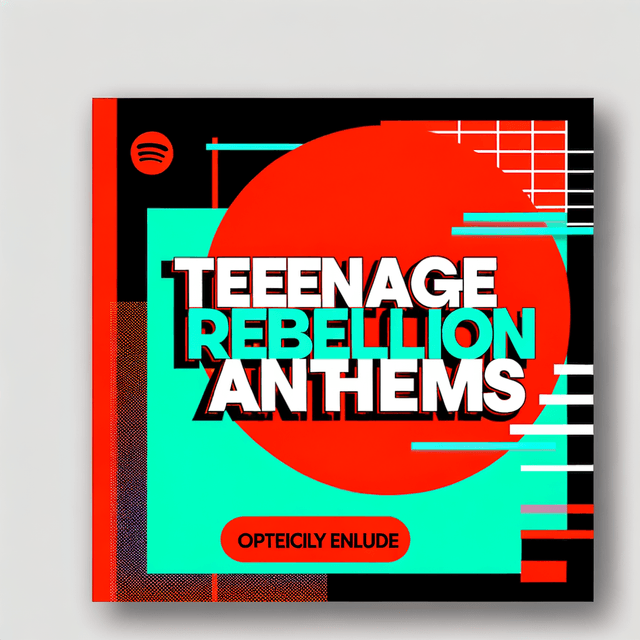 TEEENAGE
REBELLION
ANTHEMS
OPTEICILY ENLUDE